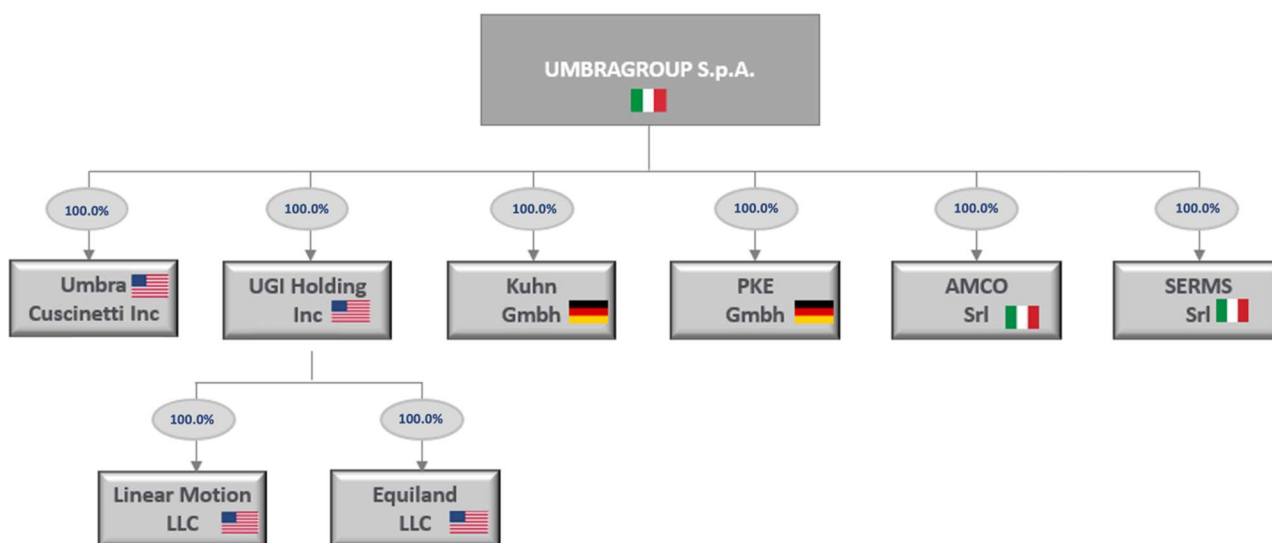 UMBRAGROUP S.p.A.
100.0%
100.0%
100.0%
100.0%
100.0%
100.0%
Umbra
Cuscinetti Inc
UGI Holding
Inc
Kuhn
Gmbh
PKE
Gmbh
AMCO
Srl
SERMS
Srl
100.0%
100.0%
Linear Motion
LLC
Equiland
LLC